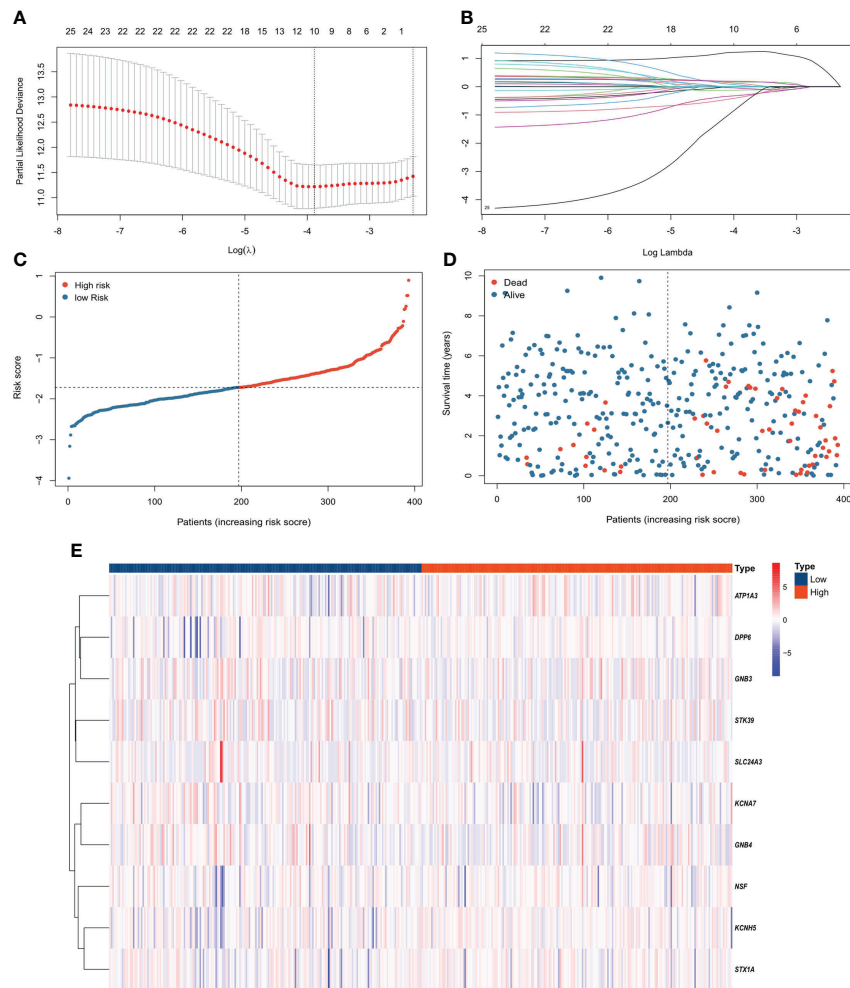 A
25 24 23 22 22 22 22 22 22 18 15 13 12 10 9 8 6 2 1
Partial Likelihood Deviance
13.5
13.0
12.5
12.0
11.5
11.0
-8 -7 -6 -5 -4 -3
Log(λ)
B
25 22 22 18 10 6
1
0
-1
-2
-3
-4
-8 -7 -6 -5 -4 -3
Log Lambda
C
High risk
low Risk
Risk score
1
0
-1
-2
-3
-4
0 100 200 300 400
Patients (increasing risk socre)
D
Dead
Alive
Survival time (years)
10
8
6
4
2
0
0 100 200 300 400
Patients (increasing risk socre)
E
Type
ATP1A3
DPP6
GNB3
STK39
SLC24A3
KCNA7
GNB4
NSF
KCNH5
STX1A
5
0
-5
Type
Low
High